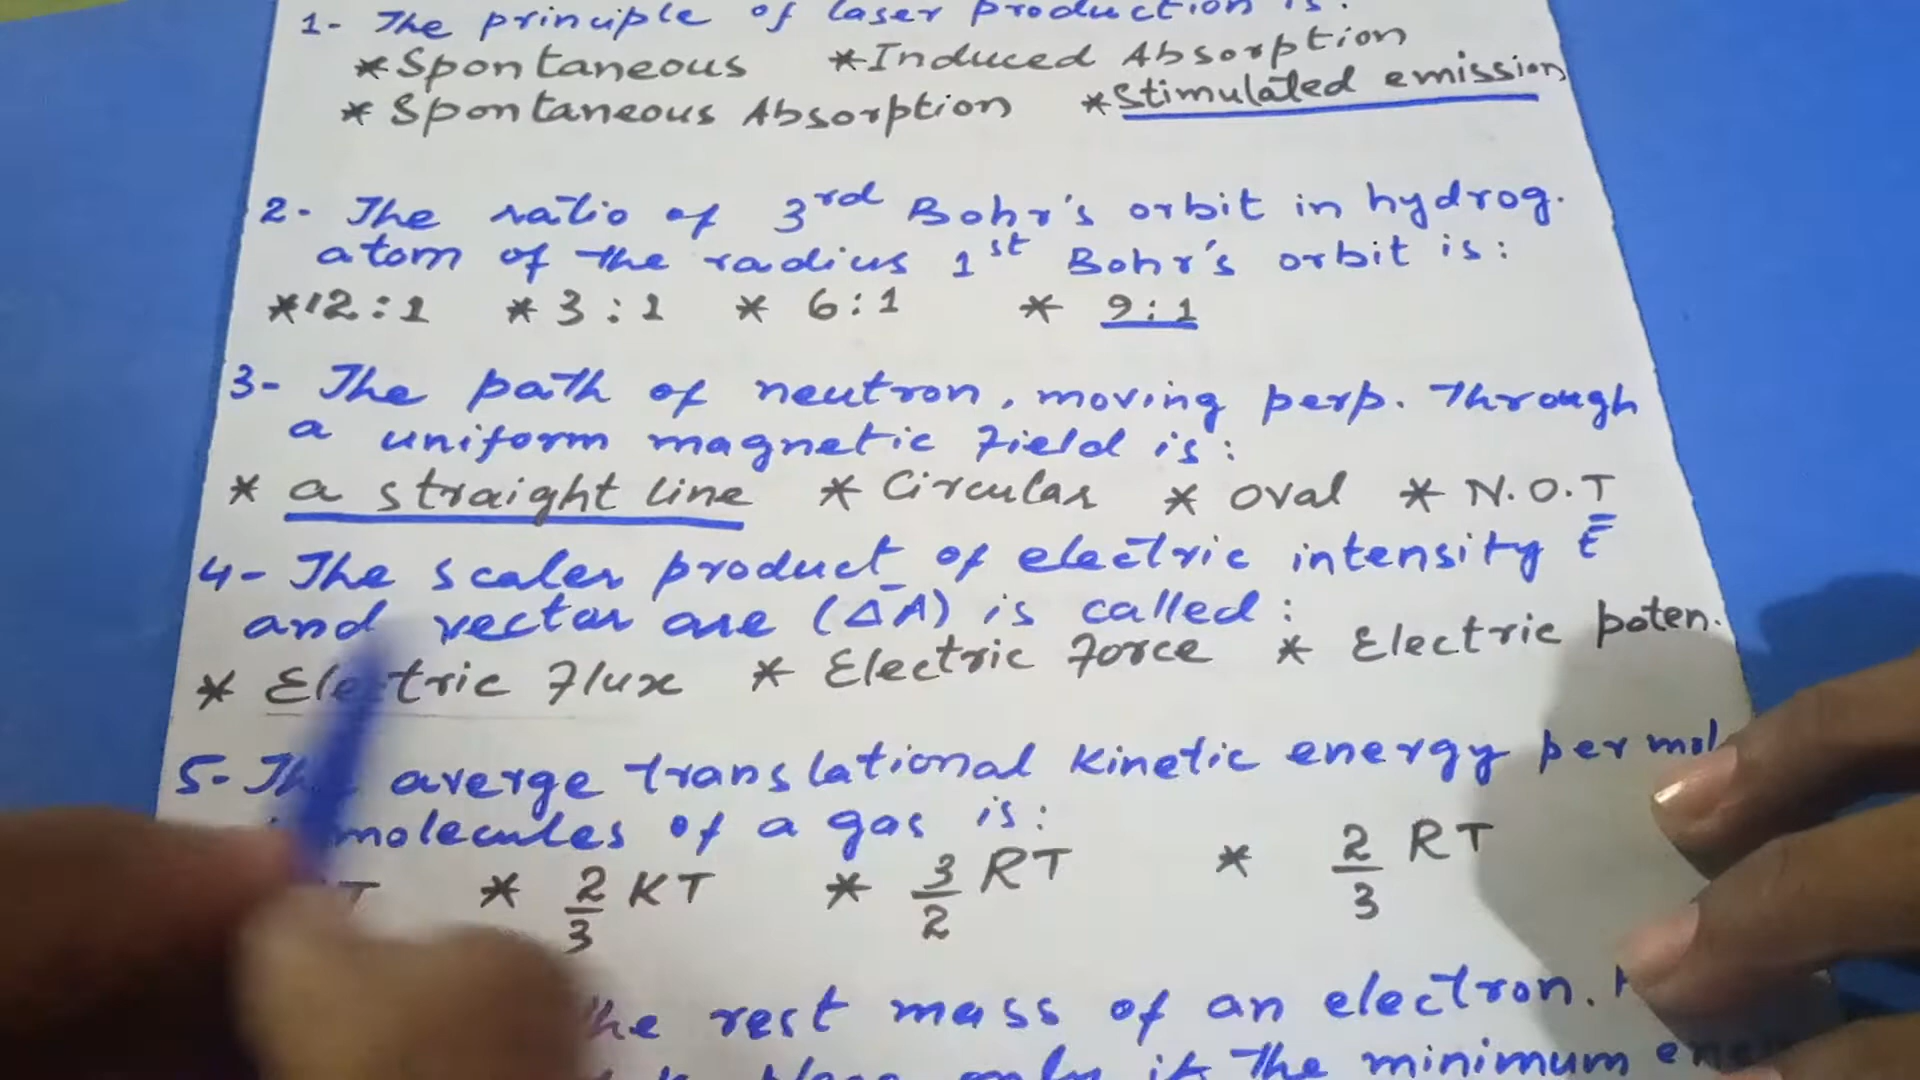 1- The principle of laser production is:
*Spontaneous *Induced Absorption
* Spontaneous Absorption *Stimulated emission
2- The ratio of 3rd Bohr's orbit in hydrog.
atom of the radius 1st Bohr's orbit is:
*12:1 *3:1 * 6:1 * 9:1
3- The path of neutron, moving perp. Through
a uniform magnetic field is:
* a straight line * Circular * Oval * N.O.T
4- The scaler product of electric intensity E̅
and vector are (Δ̅A) is called:
* Electric Flux * Electric Force * Electric poten.
5- The averge translational kinetic energy per mol
molecules of a gas is:
T * 2/3 KT * 3/2 RT * 2/3 RT
the rest mass of an electron.
only if the minimum